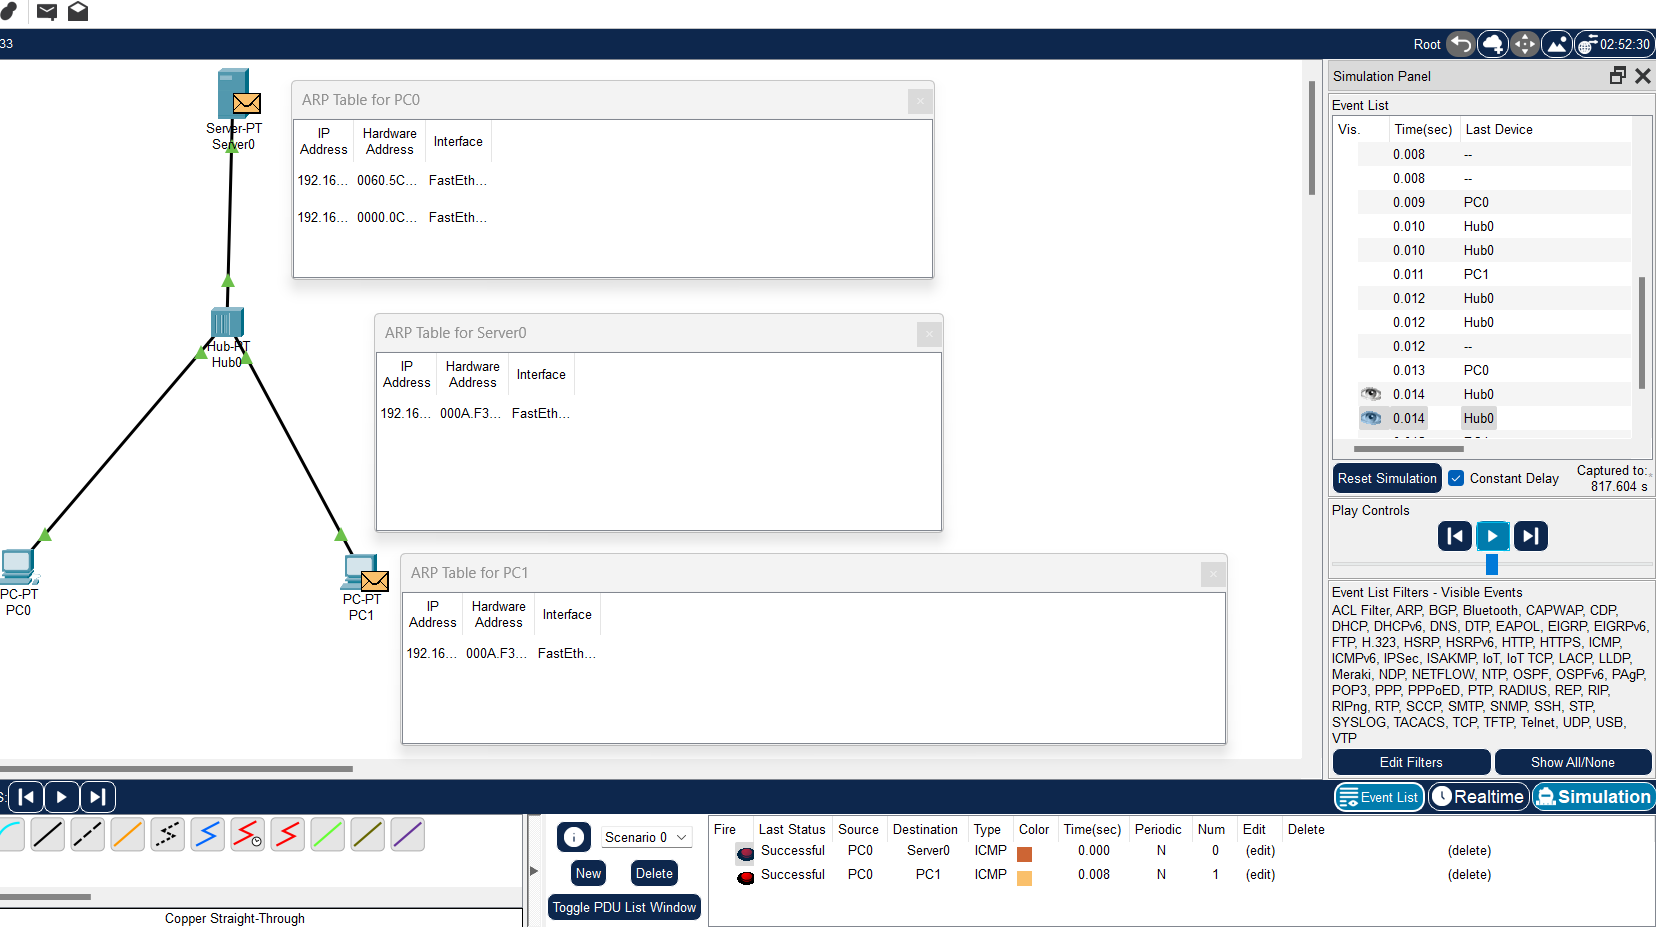 33
Root
02:52:30
Server-PT
Server0
Hub-PT
Hub0
PC-PT
PC0
PC-PT
PC1
ARP Table for PC0
IP Address Hardware Address Interface
192.16... 0060.5C... FastEth...
192.16... 0000.0C... FastEth...
ARP Table for Server0
IP Address Hardware Address Interface
192.16... 000A.F3... FastEth...
ARP Table for PC1
IP Address Hardware Address Interface
192.16... 000A.F3... FastEth...
Simulation Panel
Event List
Vis. Time(sec) Last Device
0.008 --
0.008 --
0.009 PC0
0.010 Hub0
0.010 Hub0
0.011 PC1
0.012 Hub0
0.012 Hub0
0.012 --
0.013 PC0
0.014 Hub0
0.014 Hub0
Reset Simulation Constant Delay Captured to:
817.604 s
Play Controls
Event List Filters - Visible Events
ACL Filter, ARP, BGP, Bluetooth, CAPWAP, CDP,
DHCP, DHCPv6, DNS, DTP, EAPOL, EIGRP, EIGRPv6,
FTP, H.323, HSRP, HSRPv6, HTTP, HTTPS, ICMP,
ICMPv6, IPSec, ISAKMP, IoT, IoT TCP, LACP, LLDP,
Meraki, NDP, NETFLOW, NTP, OSPF, OSPFv6, PAgP,
POP3, PPP, PPPoED, PTP, RADIUS, REP, RIP,
RIPng, RTP, SCCP, SMTP, SNMP, SSH, STP,
SYSLOG, TACACS, TCP, TFTP, Telnet, UDP, USB,
VTP
Edit Filters Show All/None
Event List Realtime Simulation
Copper Straight-Through
Scenario 0
New Delete
Toggle PDU List Window
Fire Last Status Source Destination Type Color Time(sec) Periodic Num Edit Delete
Successful PC0 Server0 ICMP 0.000 N 0 (edit) (delete)
Successful PC0 PC1 ICMP 0.008 N 1 (edit) (delete)